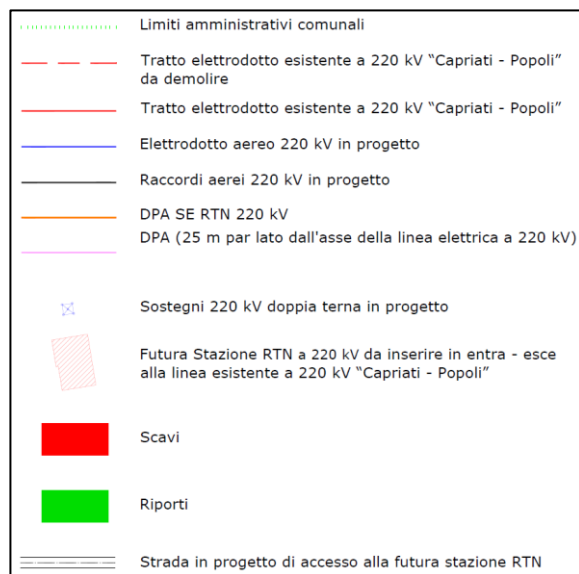 Limiti amministrativi comunali
Tratto elettrodotto esistente a 220 kV “Capriati - Popoli”
da demolire
Tratto elettrodotto esistente a 220 kV “Capriati - Popoli”
Elettrodotto aereo 220 kV in progetto
Raccordi aerei 220 kV in progetto
DPA SE RTN 220 kV
DPA (25 m par lato dall'asse della linea elettrica a 220 kV)
Sostegni 220 kV doppia terna in progetto
Futura Stazione RTN a 220 kV da inserire in entra - esce
alla linea esistente a 220 kV “Capriati - Popoli”
Scavi
Riporti
Strada in progetto di accesso alla futura stazione RTN